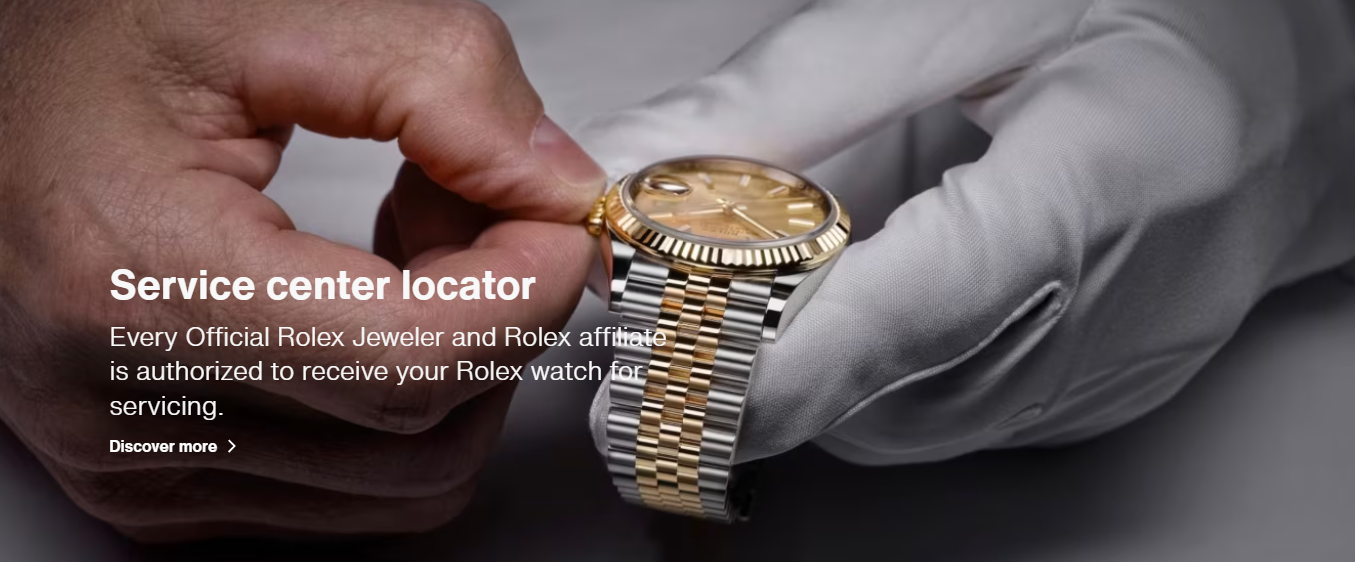 Service center locator
Every Official Rolex Jeweler and Rolex affiliate
is authorized to receive your Rolex watch for
servicing.
Discover more